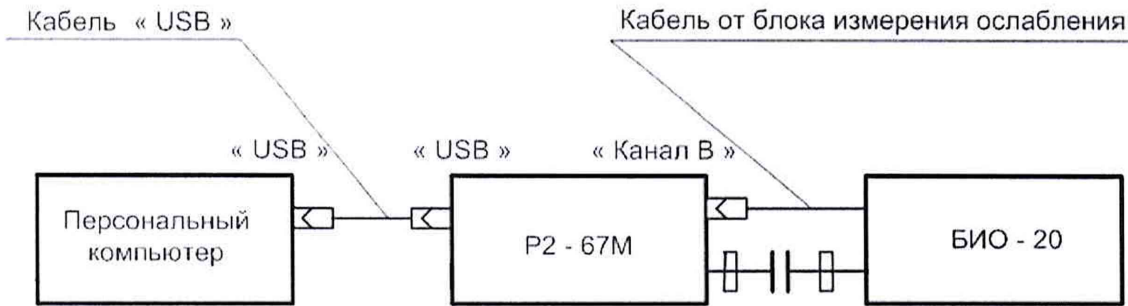 Кабель « USB »
Кабель от блока измерения ослабления
« USB »
« USB »
« Канал В »
Персональный
компьютер
Р2 - 67М
БИО - 20